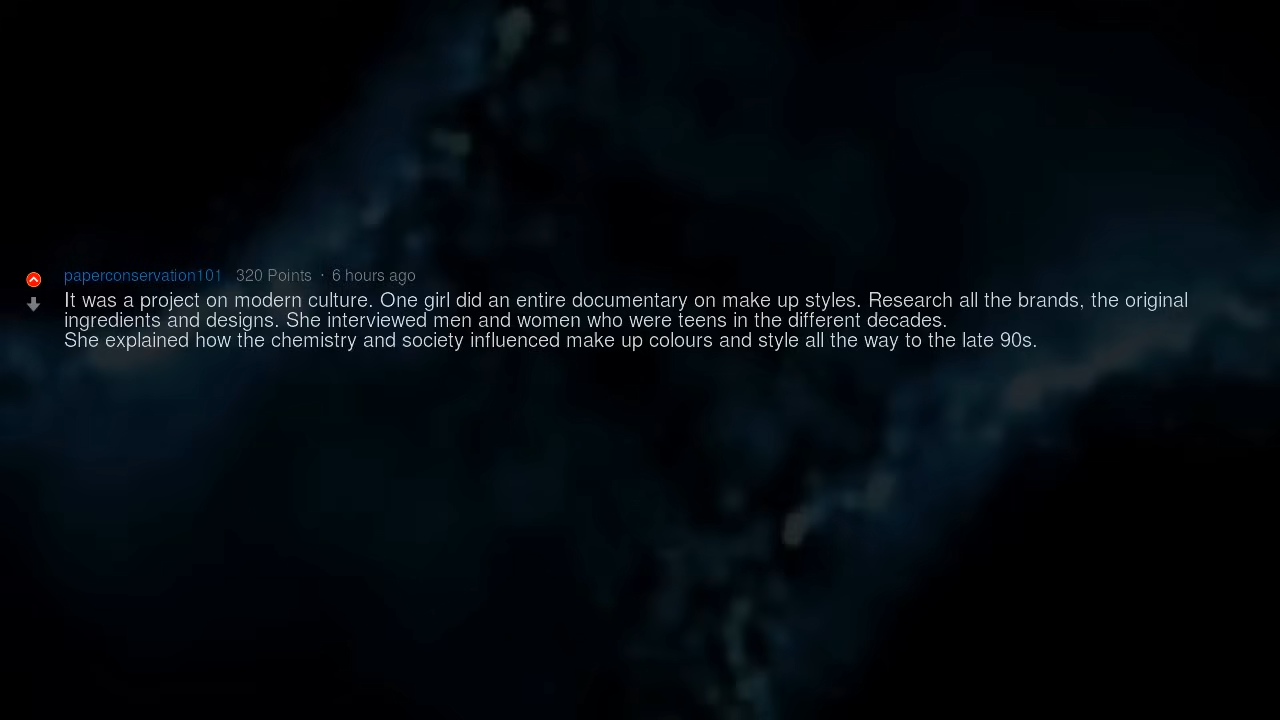 paperconservation101 320 Points · 6 hours ago
It was a project on modern culture. One girl did an entire documentary on make up styles. Research all the brands, the original
ingredients and designs. She interviewed men and women who were teens in the different decades.
She explained how the chemistry and society influenced make up colours and style all the way to the late 90s.